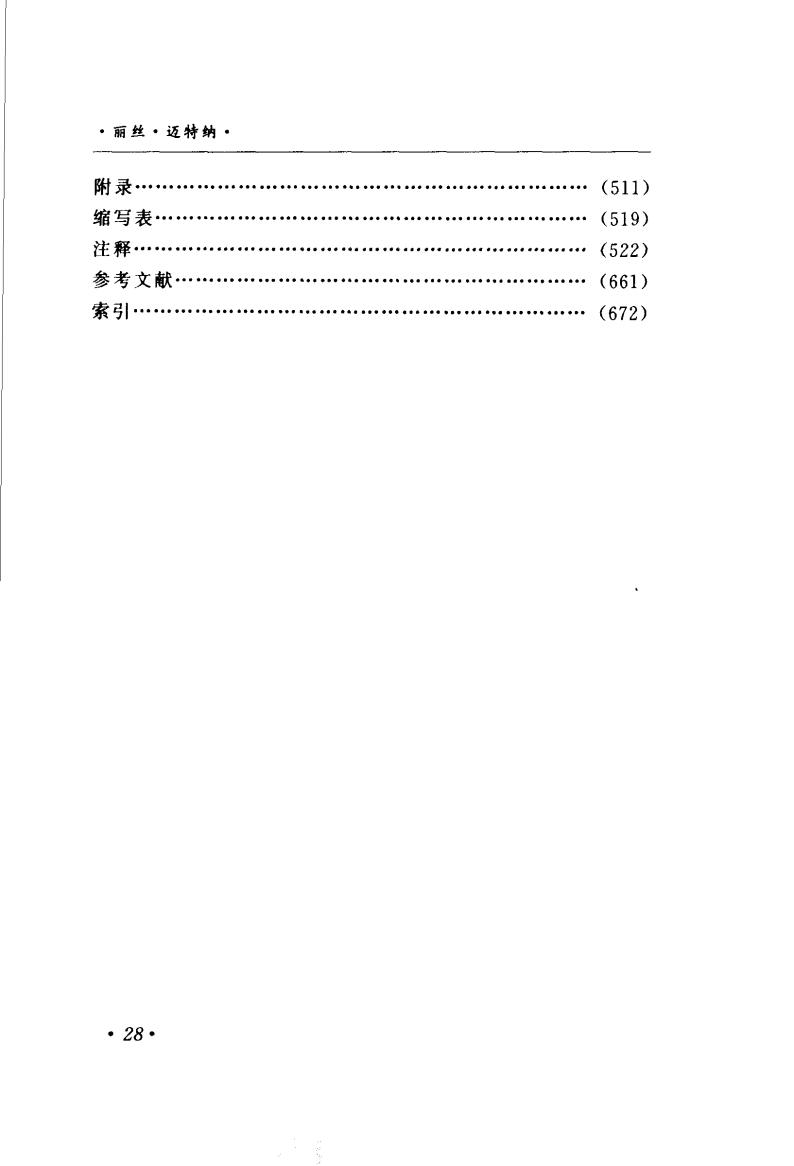 ·丽丝·迈特纳·
附录…………………………………………………………… (511)
缩写表………………………………………………………… (519)
注释…………………………………………………………… (522)
参考文献……………………………………………………… (661)
索引…………………………………………………………… (672)
·28·